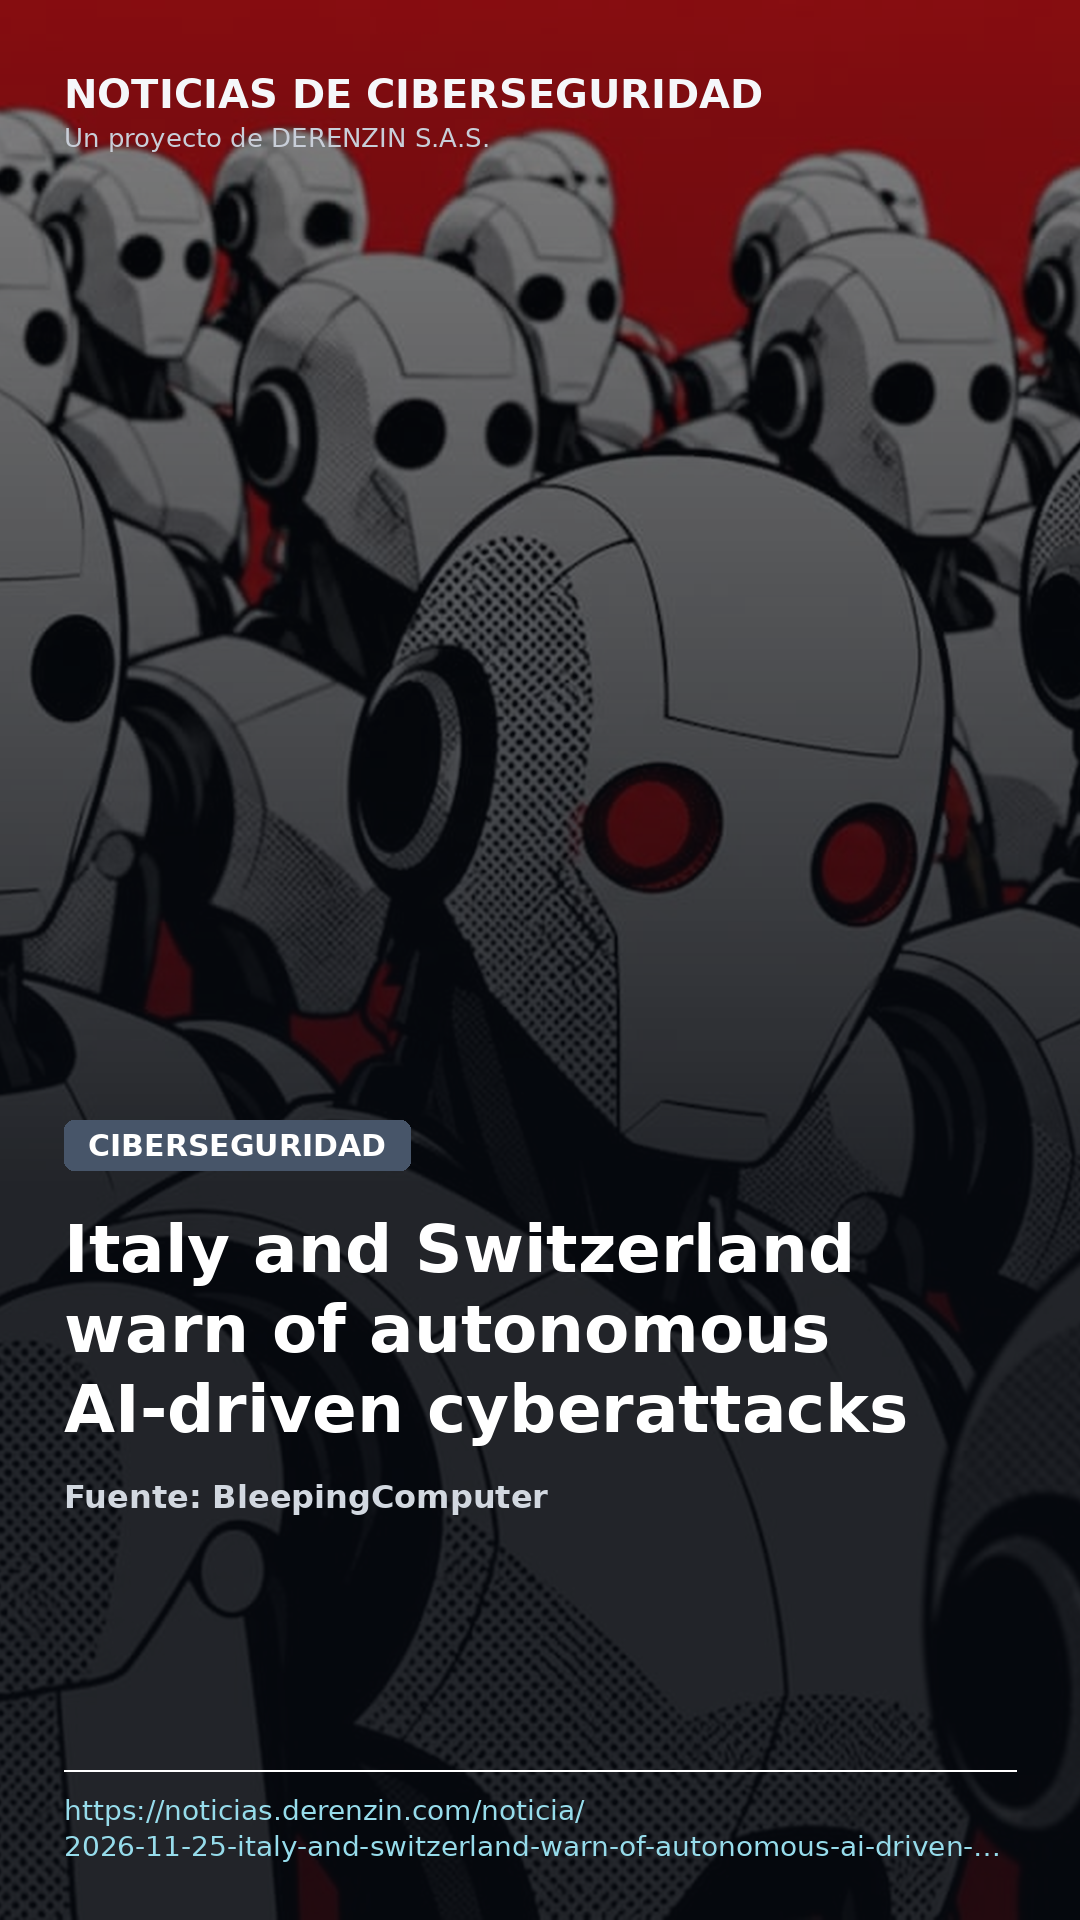 NOTICIAS DE CIBERSEGURIDAD
Un proyecto de DERENZIN S.A.S.
CIBERSEGURIDAD
Italy and Switzerland
warn of autonomous
AI-driven cyberattacks
Fuente: BleepingComputer
https://noticias.derenzin.com/noticia/
2026-11-25-italy-and-switzerland-warn-of-autonomous-ai-driven-…